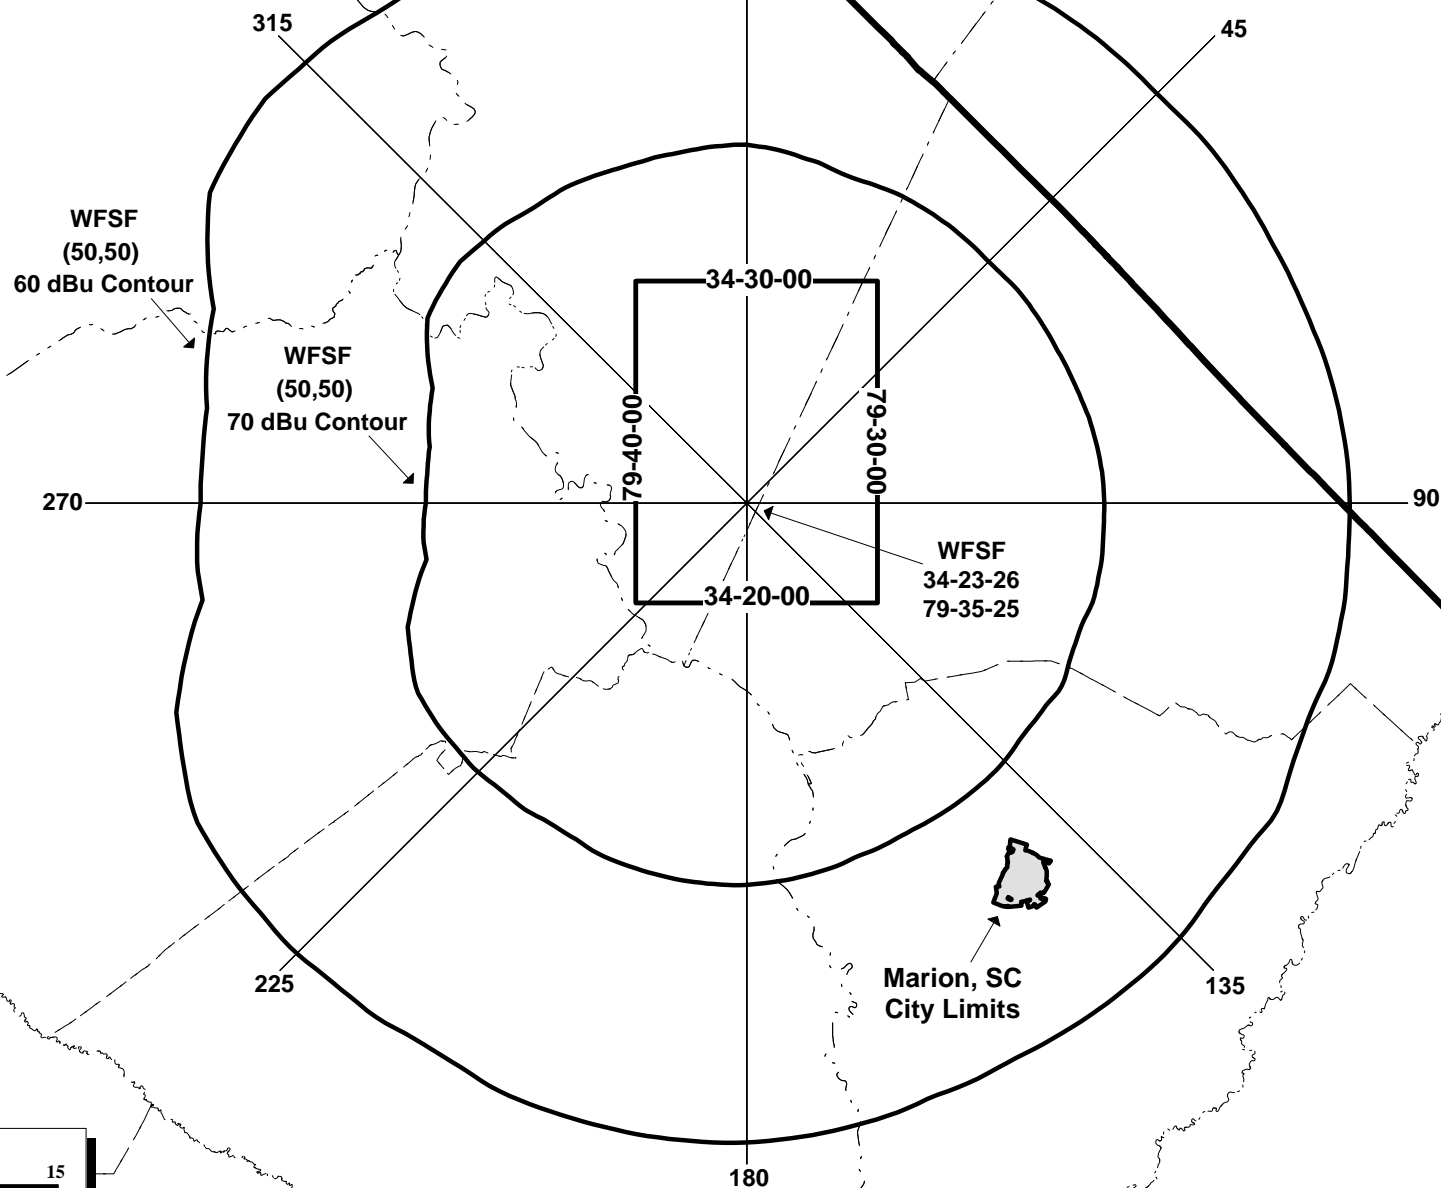 315
45
WFSF
(50,50)
60 dBu Contour
34-30-00
WFSF
(50,50)
70 dBu Contour
79-40-00
79-30-00
270
90
WFSF
34-23-26
79-35-25
34-20-00
Marion, SC
City Limits
225
135
15
180